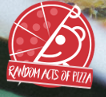 RANDOM ACTS OF PIZZA